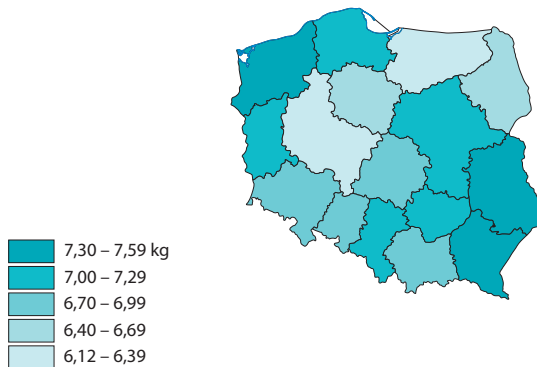 7,30 – 7,59 kg
7,00 – 7,29
6,70 – 6,99
6,40 – 6,69
6,12 – 6,39